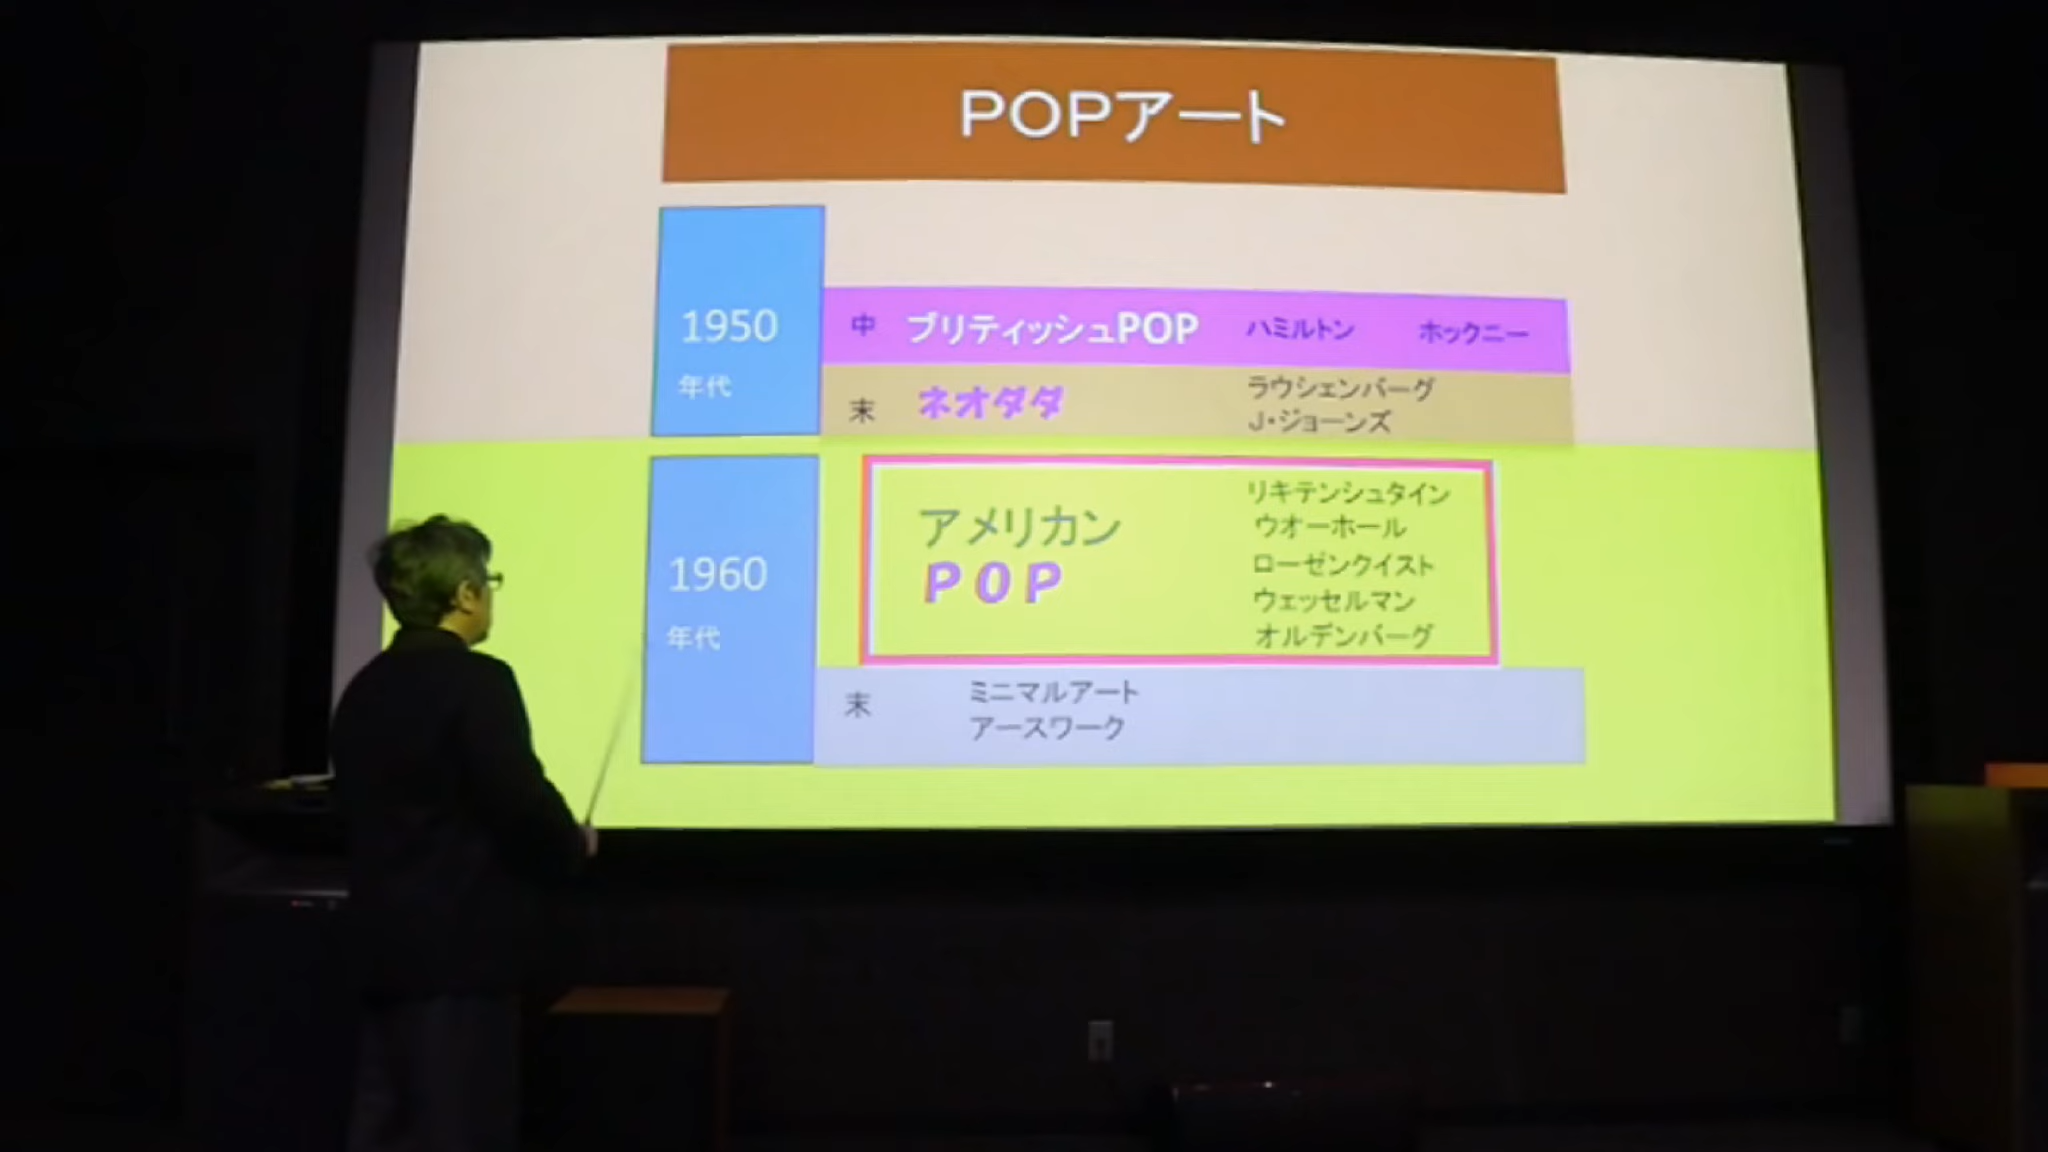 POPアート
1950
年代
中 ブリティッシュPOP ハミルトン ホックニー
末 ネオダダ
ラウシェンバーグ
J・ジョーンズ
1960
年代
アメリカン
POP
リキテンシュタイン
ウオーホール
ローゼンクイスト
ウェッセルマン
オルデンバーグ
末
ミニマルアート
アースワーク